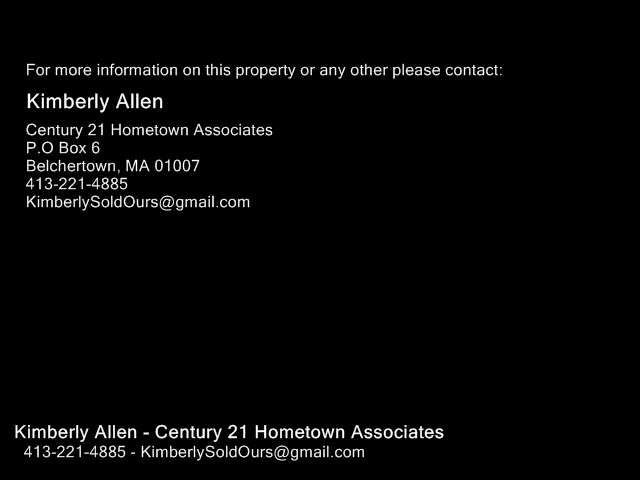 For more information on this property or any other please contact:
Kimberly Allen
Century 21 Hometown Associates
P.O Box 6
Belchertown, MA 01007
413-221-4885
KimberlySoldOurs@gmail.com
Kimberly Allen - Century 21 Hometown Associates
413-221-4885 - KimberlySoldOurs@gmail.com